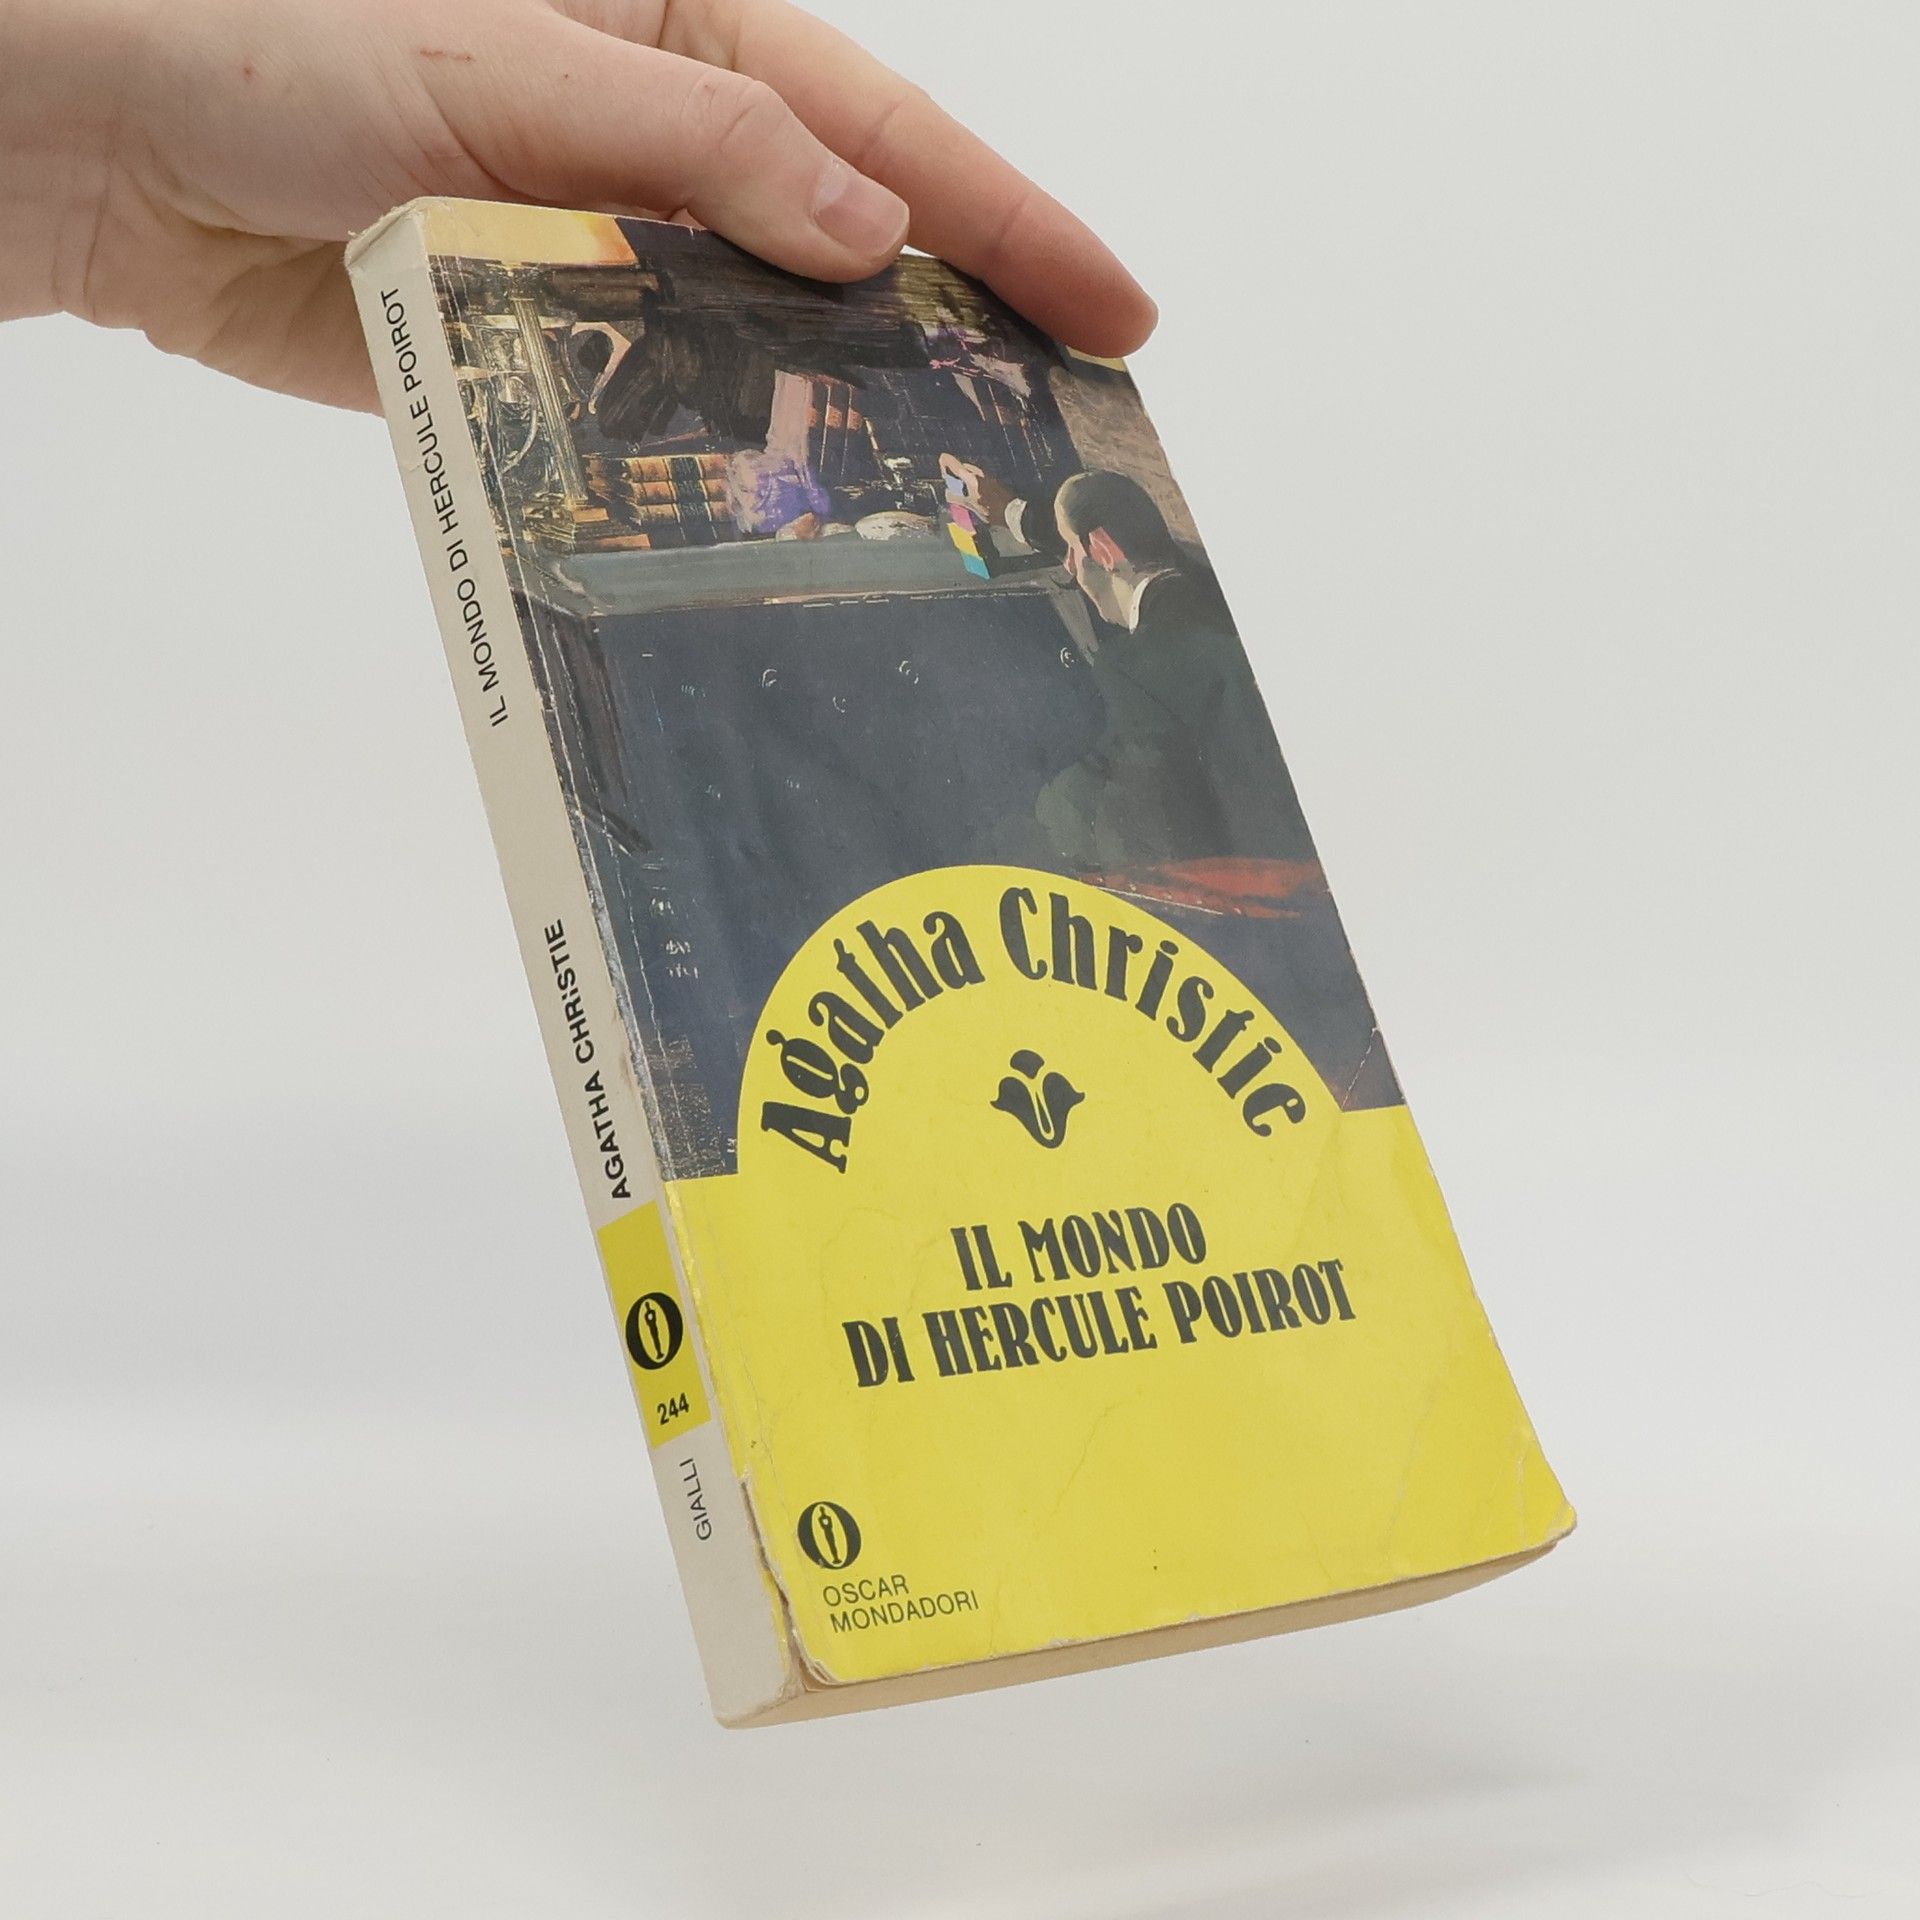 IL MONDO DI HERCULE POIROT
AGATHA CHRiSTIE
244
GIALLI
Agatha Christie
IL MONDO
DI HERCULE POIROT
OSCAR
MONDADORI